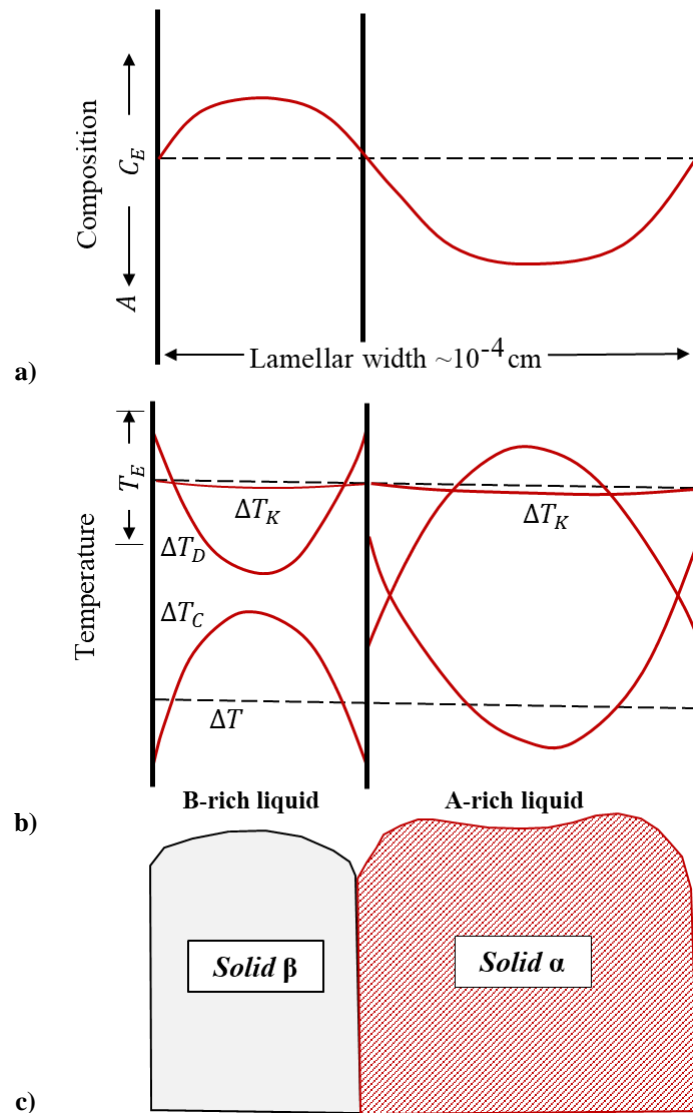 Composition
A
C_E
Lamellar width ~10⁻⁴ cm
a)
Temperature
T_E
ΔT_K
ΔT_K
ΔT_D
ΔT_C
ΔT
B-rich liquid
A-rich liquid
b)
Solid β
Solid α
c)